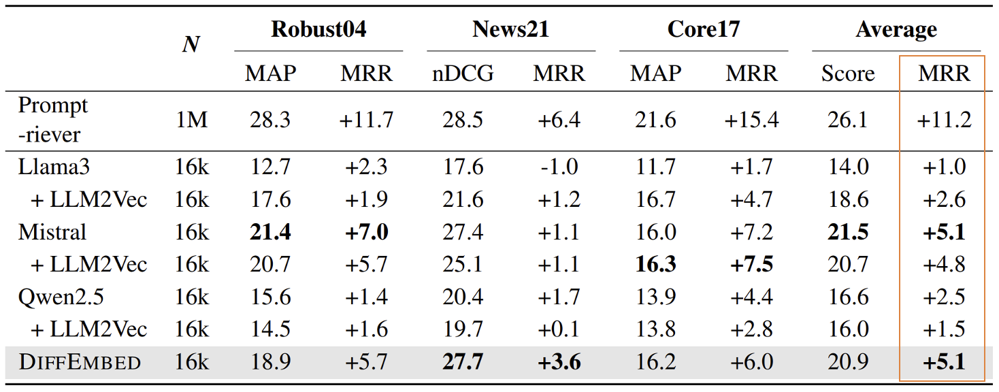 Robust04 News21 Core17 Average
N
MAP MRR nDCG MRR MAP MRR Score MRR
Prompt
-riever 1M 28.3 +11.7 28.5 +6.4 21.6 +15.4 26.1 +11.2
Llama3 16k 12.7 +2.3 17.6 -1.0 11.7 +1.7 14.0 +1.0
+ LLM2Vec 16k 17.6 +1.9 21.6 +1.2 16.7 +4.7 18.6 +2.6
Mistral 16k 21.4 +7.0 27.4 +1.1 16.0 +7.2 21.5 +5.1
+ LLM2Vec 16k 20.7 +5.7 25.1 +1.1 16.3 +7.5 20.7 +4.8
Qwen2.5 16k 15.6 +1.4 20.4 +1.7 13.9 +4.4 16.6 +2.5
+ LLM2Vec 16k 14.5 +1.6 19.7 +0.1 13.8 +2.8 16.0 +1.5
DIFFEMBED 16k 18.9 +5.7 27.7 +3.6 16.2 +6.0 20.9 +5.1